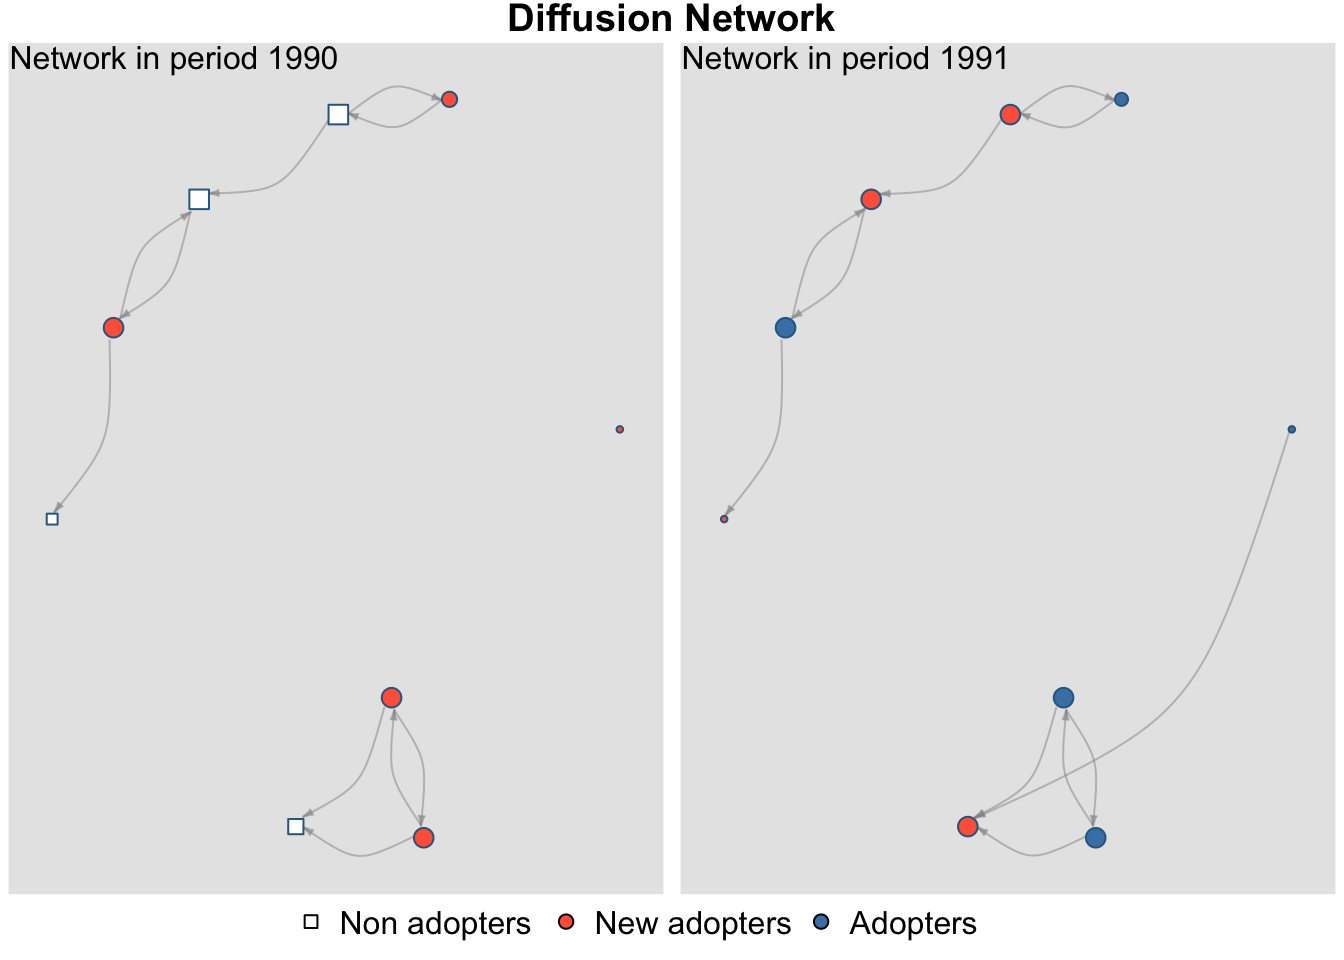 Diffusion Network
Network in period 1990
Network in period 1991
Non adopters
New adopters
Adopters